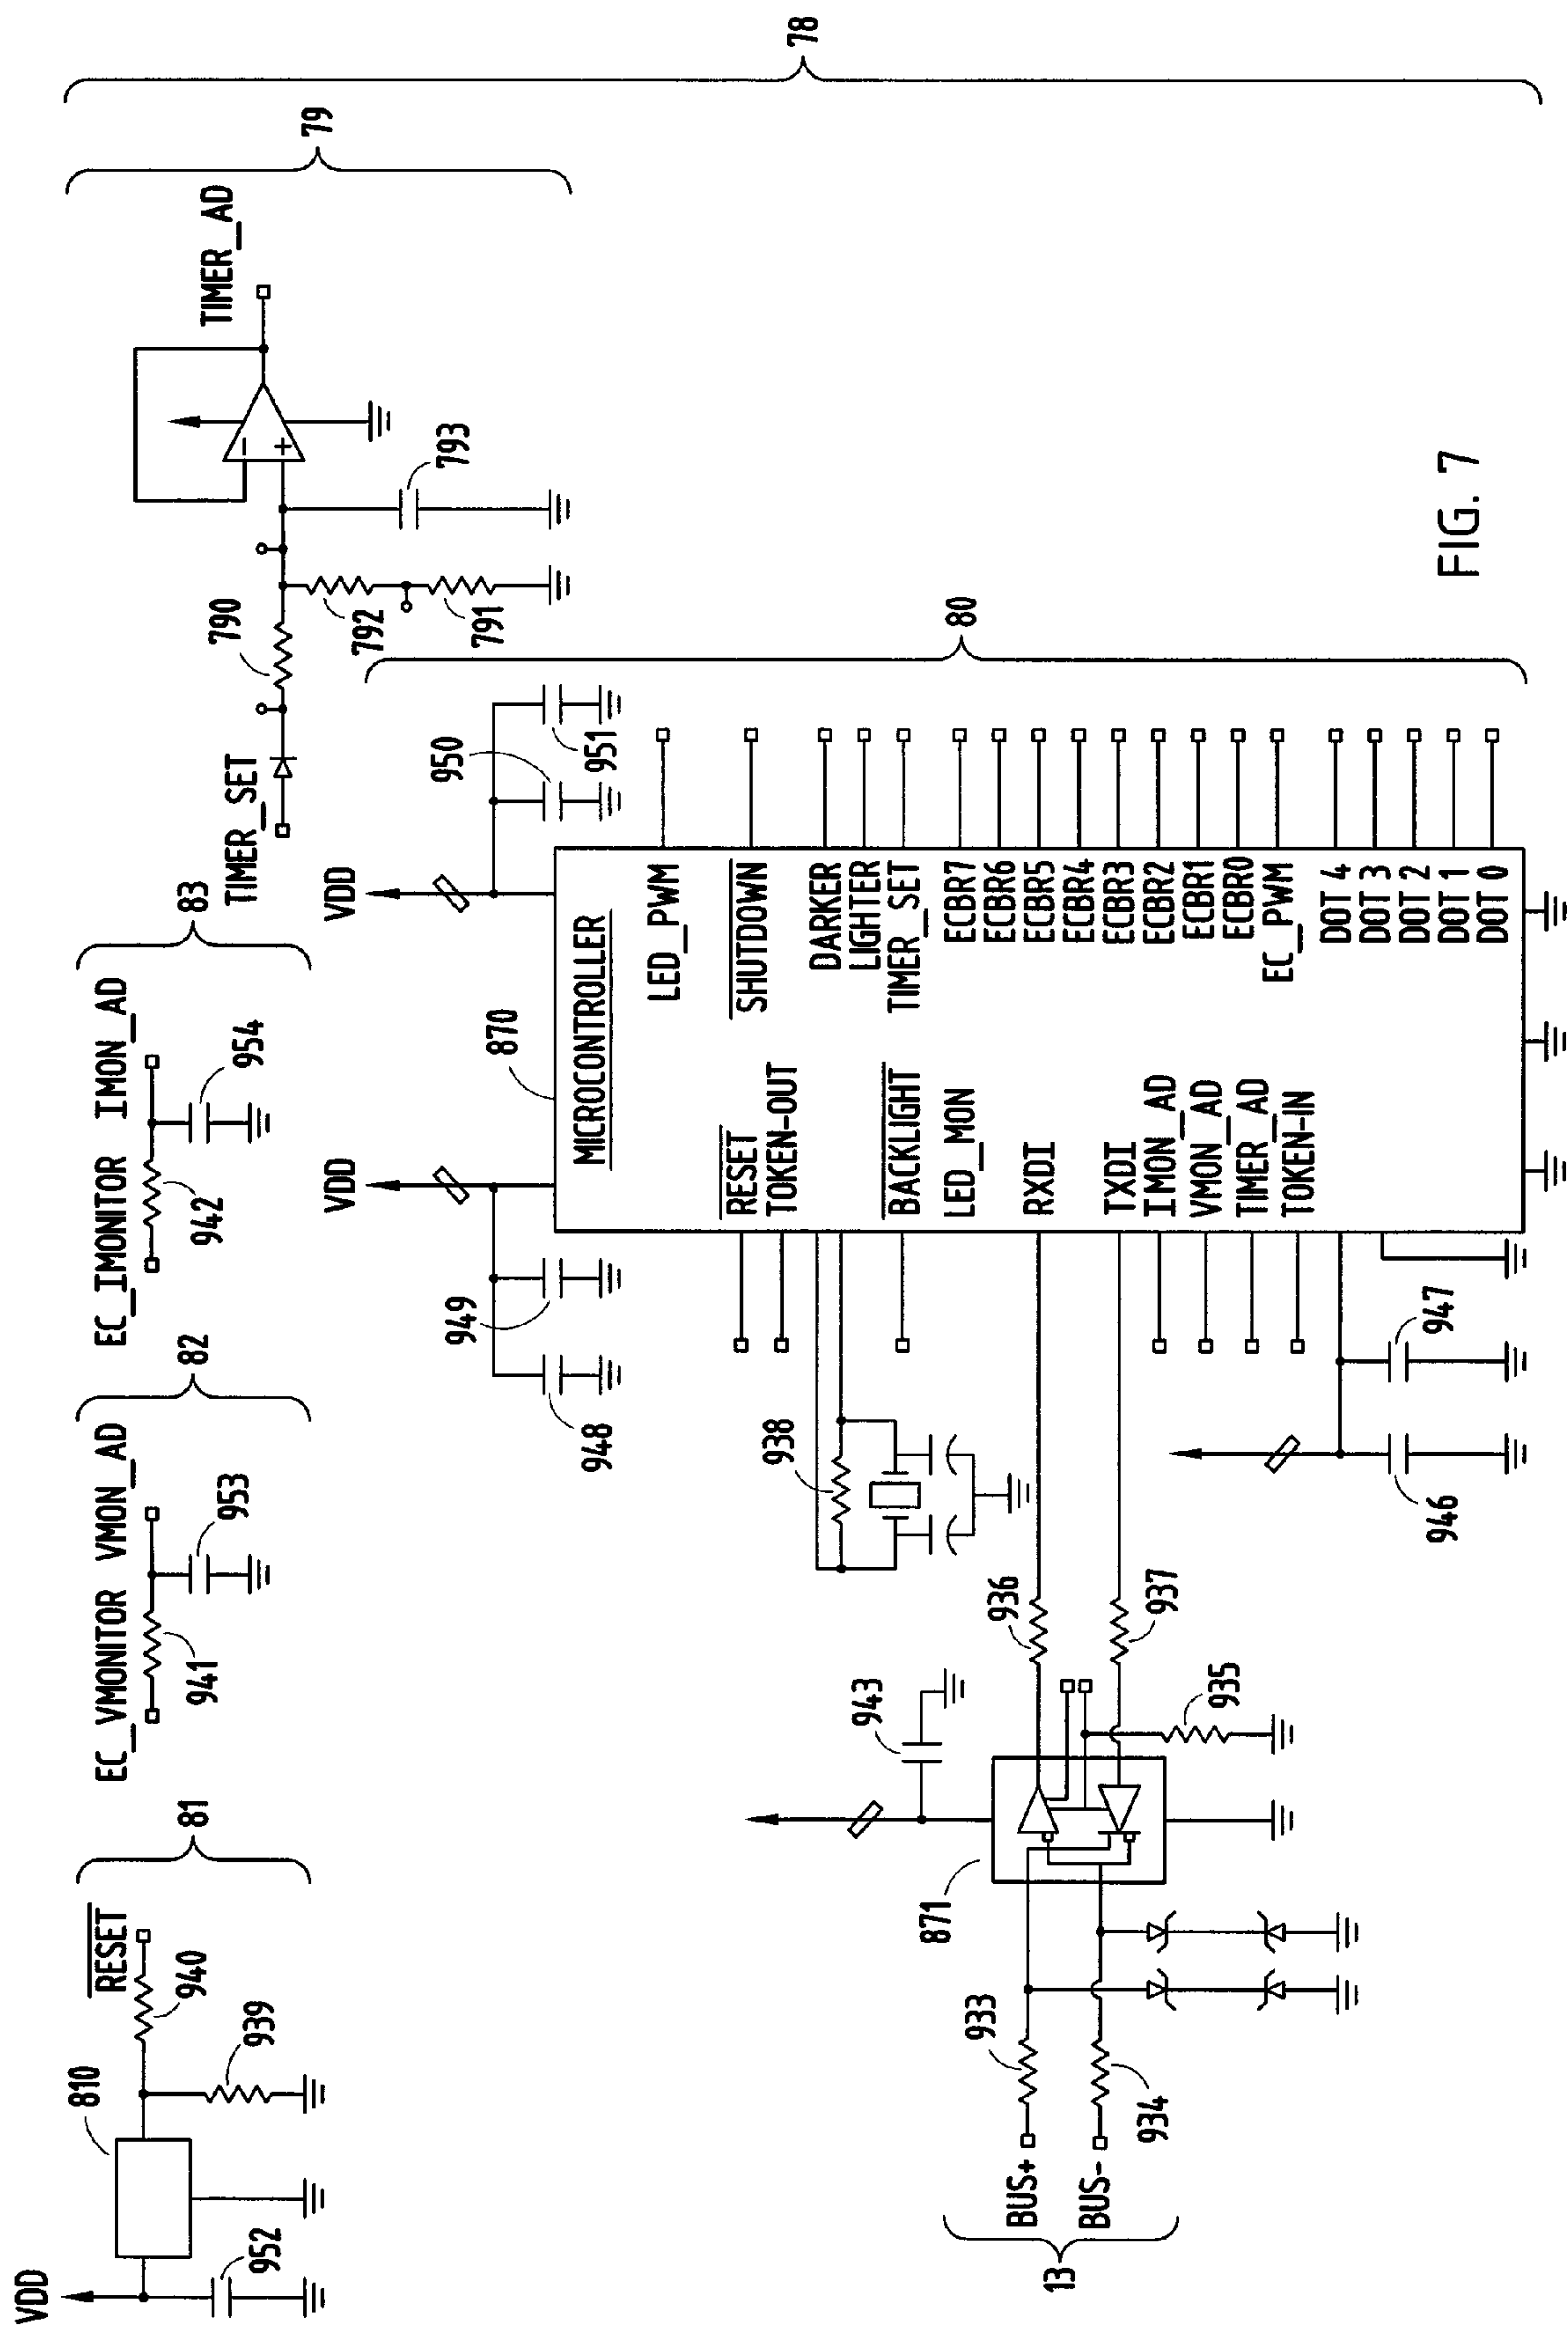 VDD
952
810
939
940
RESET
81
EC_VMONITOR VMON_AD
941
953
82
EC_IMONITOR IMON_AD
942
954
83
TIMER_SET
790
792
791
793
TIMER_AD
79
78
VDD
948
949
VDD
950
951
870
80
MICROCONTROLLER
RESET
TOKEN-OUT
BACKLIGHT
LED_MON
RXDI
TXDI
IMON_AD
VMON_AD
TIMER_AD
TOKEN-IN
LED_PWM
SHUTDOWN
DARKER
LIGHTER
TIMER_SET
ECBR7
ECBR6
ECBR5
ECBR4
ECBR3
ECBR2
ECBR1
ECBR0
EC_PWM
DOT 4
DOT 3
DOT 2
DOT 1
DOT 0
938
936
937
943
935
871
933
934
BUS+
BUS-
13
946
947
FIG. 7